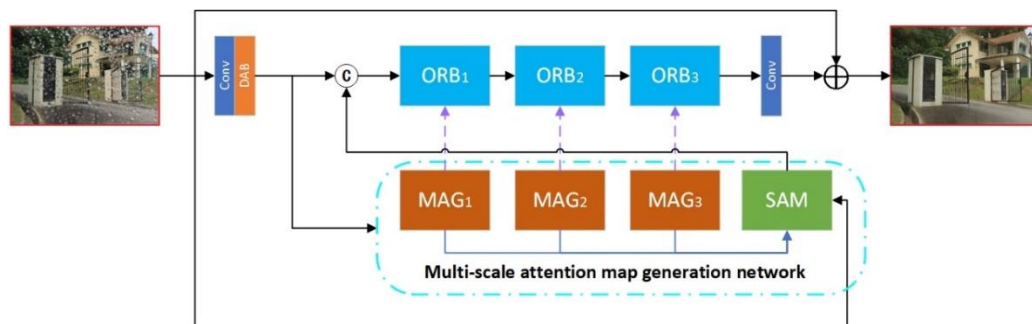 Conv
DAB
C
ORB1
ORB2
ORB3
Conv
MAG1
MAG2
MAG3
SAM
Multi-scale attention map generation network